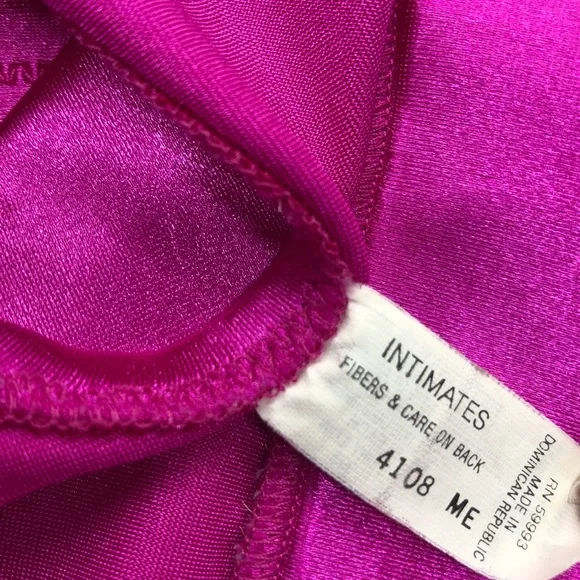 INTIMATES
FIBERS & CARE ON BACK
4108 ME
RN 59993
MADE IN
DOMINICAN REPUBLIC